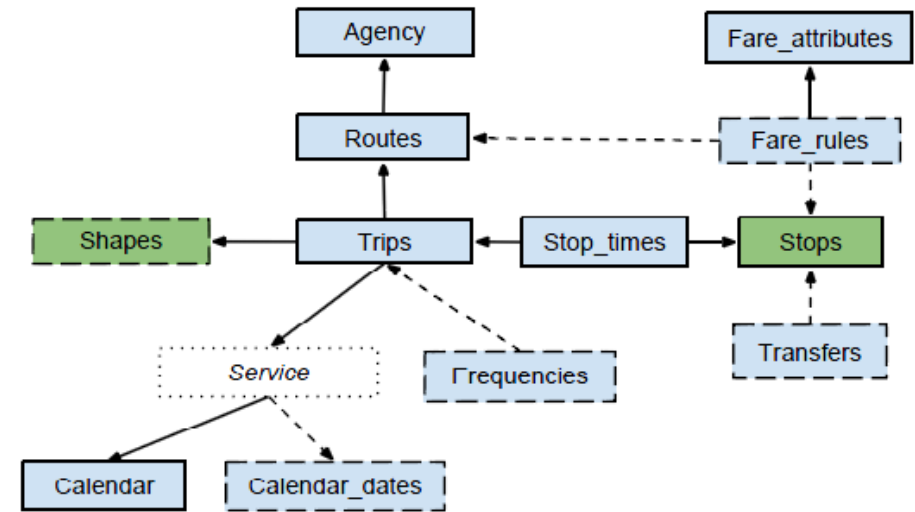 Agency
Fare_attributes
Routes
Fare_rules
Shapes
Trips
Stop_times
Stops
Service
Frequencies
Transfers
Calendar
Calendar_dates